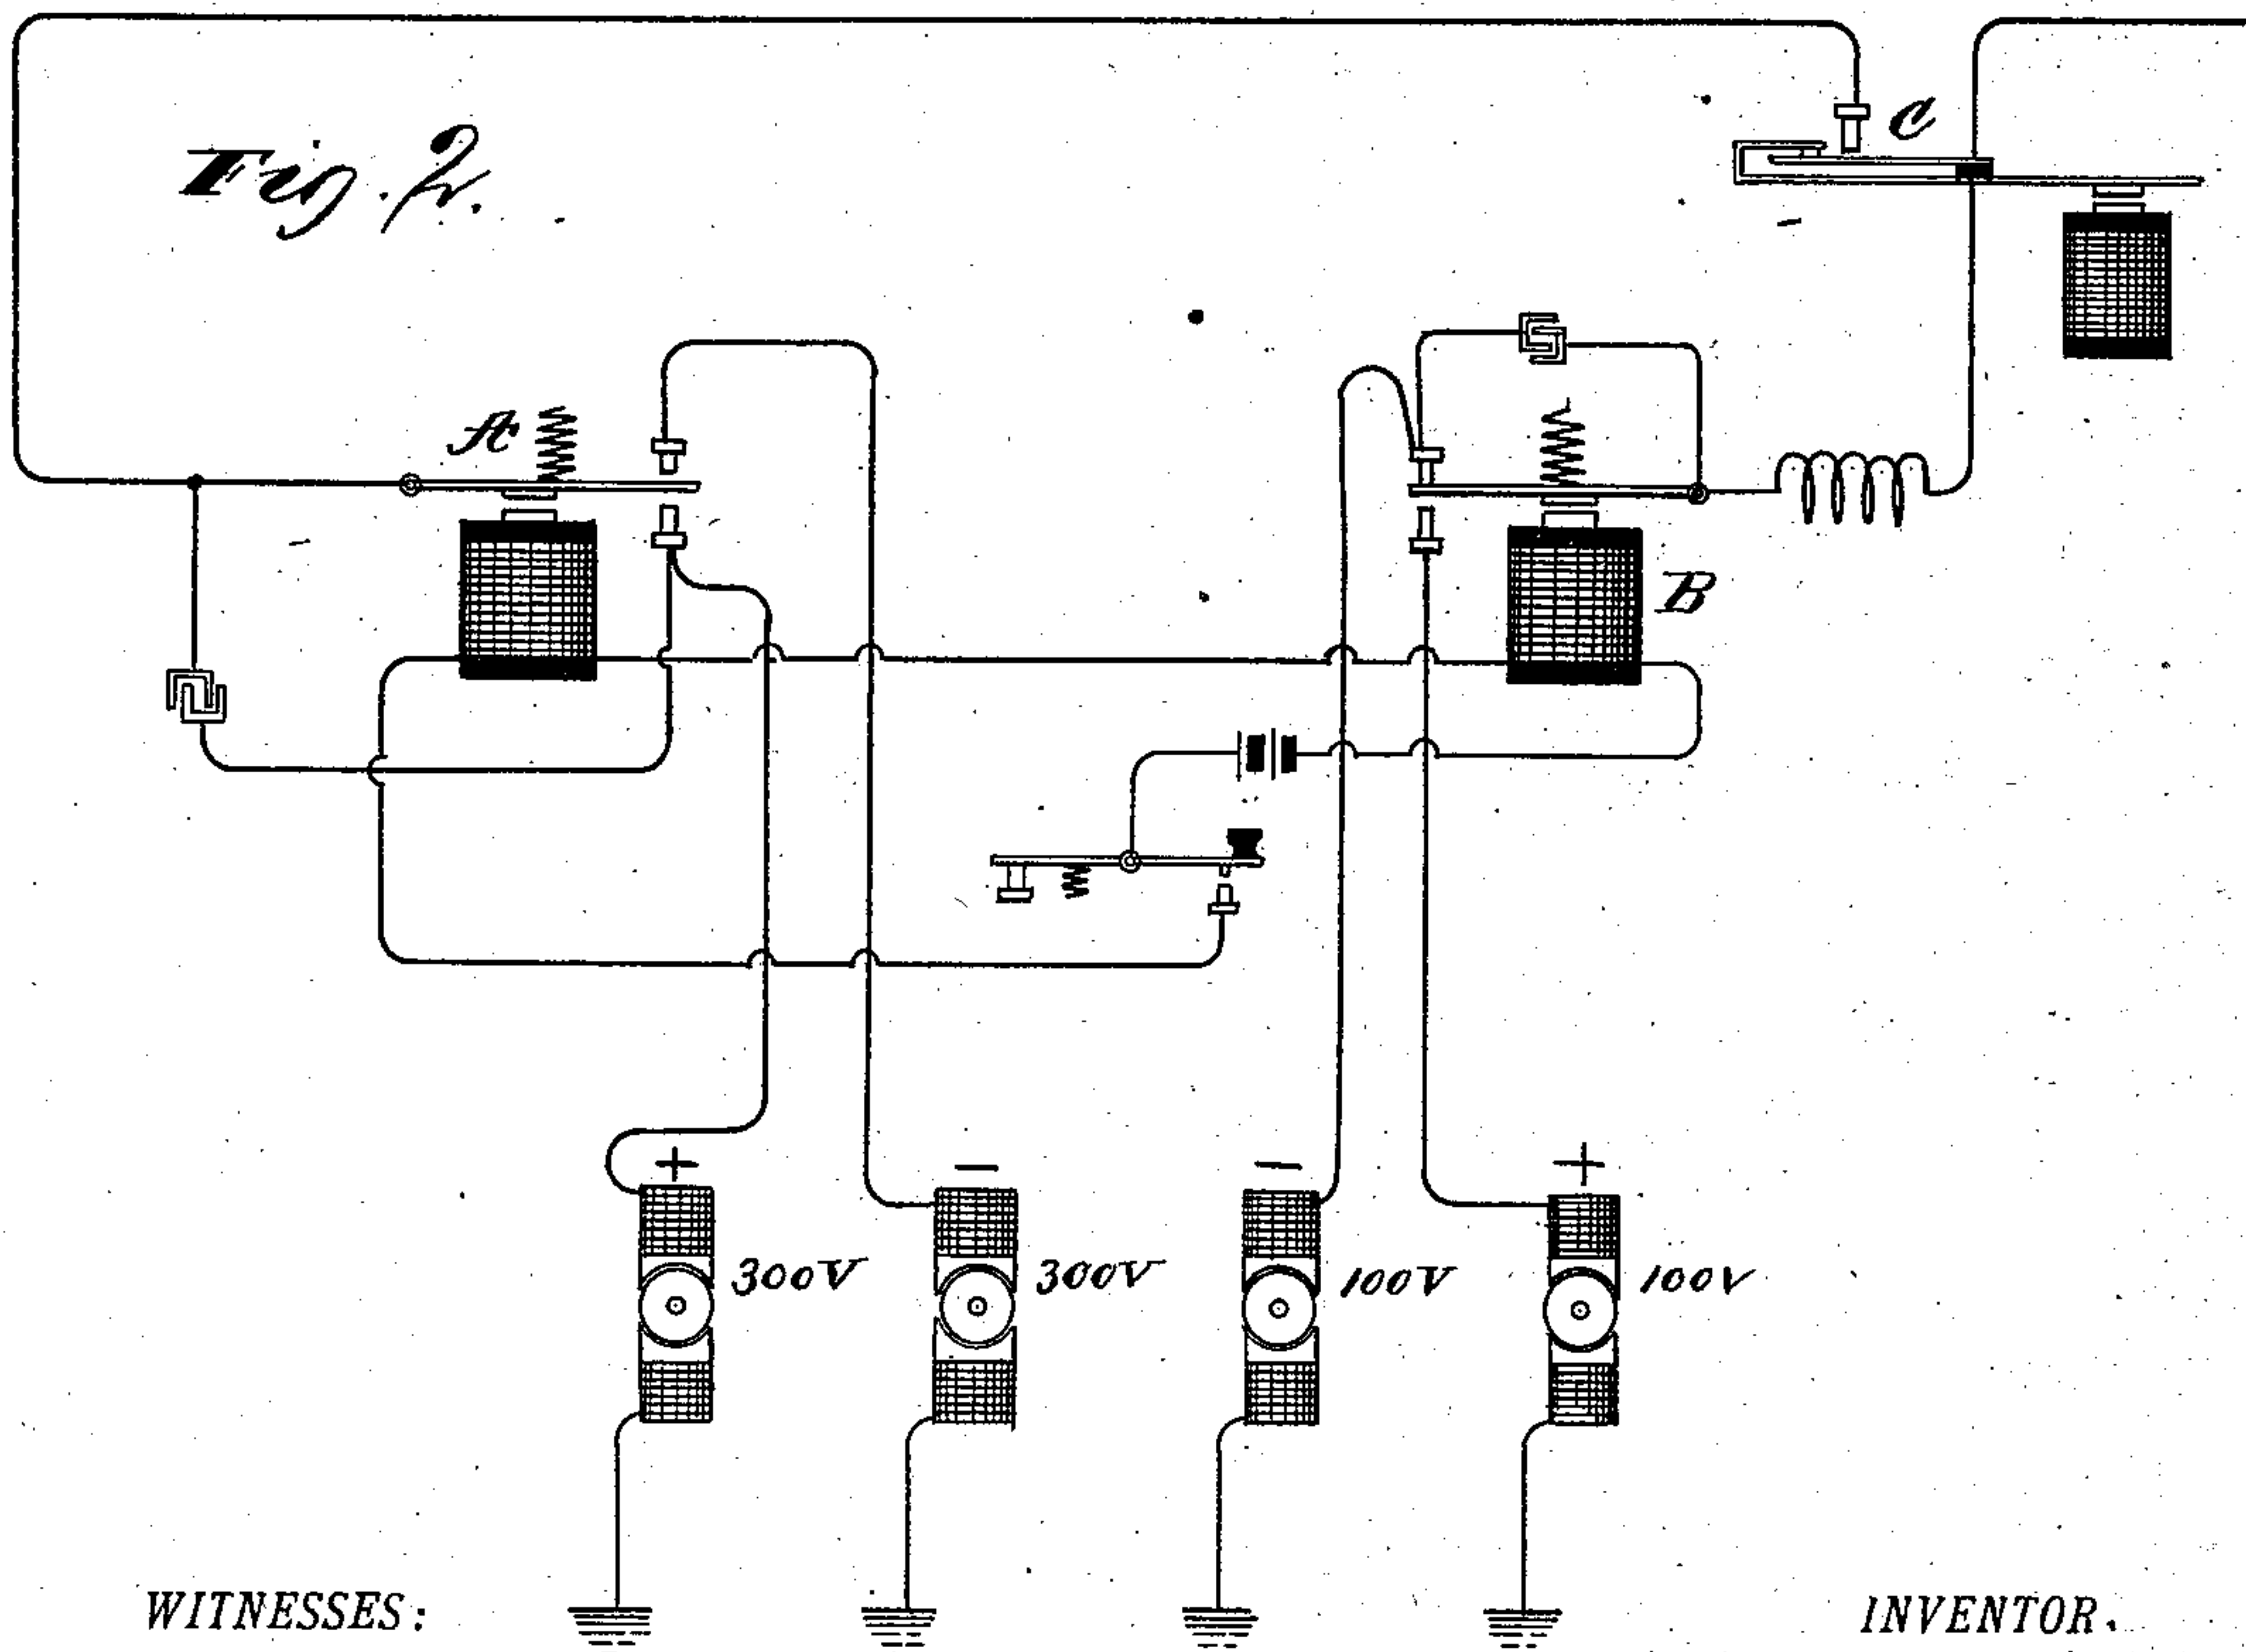 Fig. 2.
C
A
B
+ − − +
300V 300V 100V 100V
WITNESSES:
INVENTOR.